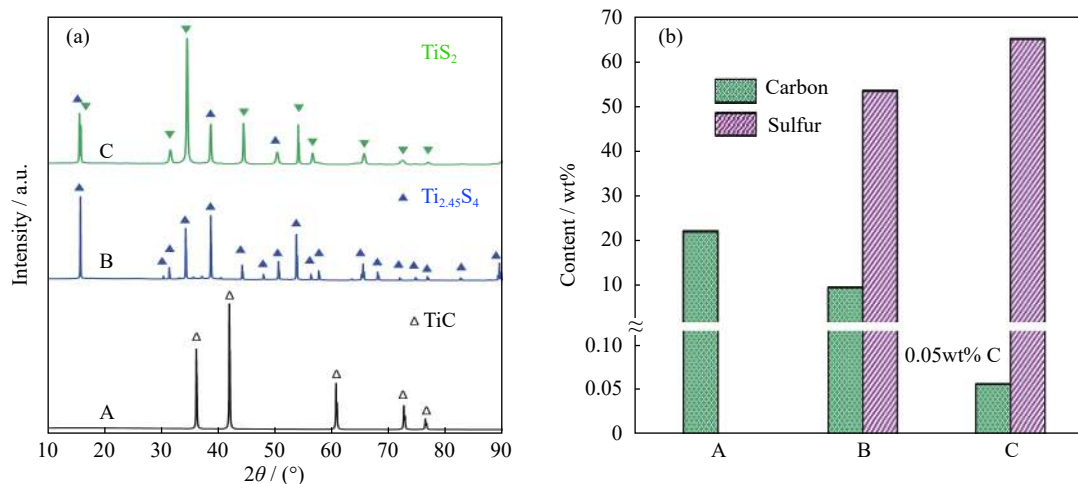 (a)
TiS2
C
Ti2.45S4
B
TiC
A
Intensity / a.u.
10 20 30 40 50 60 70 80 90
2θ / (°)
(b)
Carbon
Sulfur
0.05wt% C
Content / wt%
70
60
50
40
30
20
10
≈ ≈
0.10
0.05
0
A B C